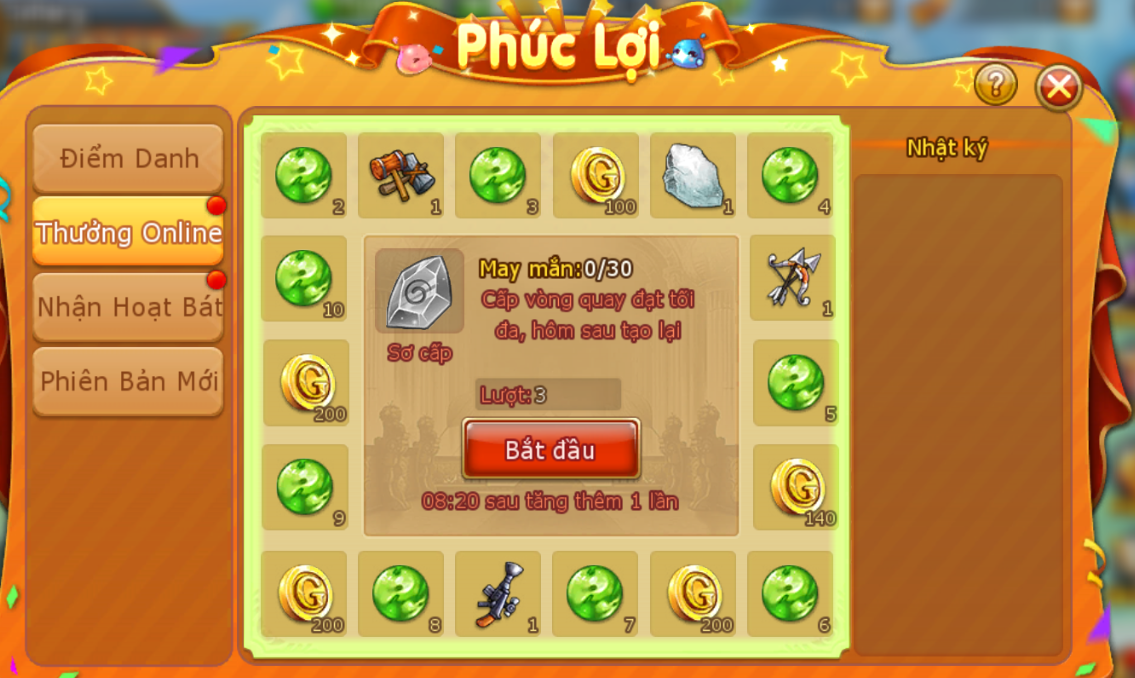 Phúc Lợi
?
Điểm Danh
Thưởng Online
Nhận Hoạt Bát
Phiên Bản Mới
2
1
3
G
100
1
4
10
May mắn:0/30
Cấp vòng quay đạt tối
đa, hôm sau tạo lại
Sơ cấp
1
G
200
Lượt:3
5
Bắt đầu
9
08:20 sau tăng thêm 1 lần
G
140
G
200
8
1
7
G
200
6
Nhật ký